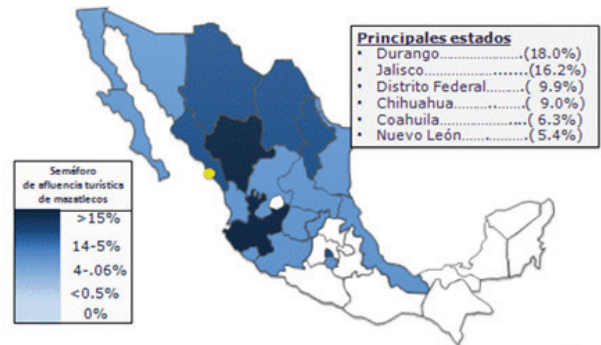 Principales estados
• Durango....................(18.0%)
• Jalisco.......................(16.2%)
• Distrito Federal........( 9.9%)
• Chihuahua................( 9.0%)
• Coahuila....................( 6.3%)
• Nuevo León..............( 5.4%)
Semáforo
de afluencia turística
de mazatlecos
>15%
14-5%
4-.06%
<0.5%
0%